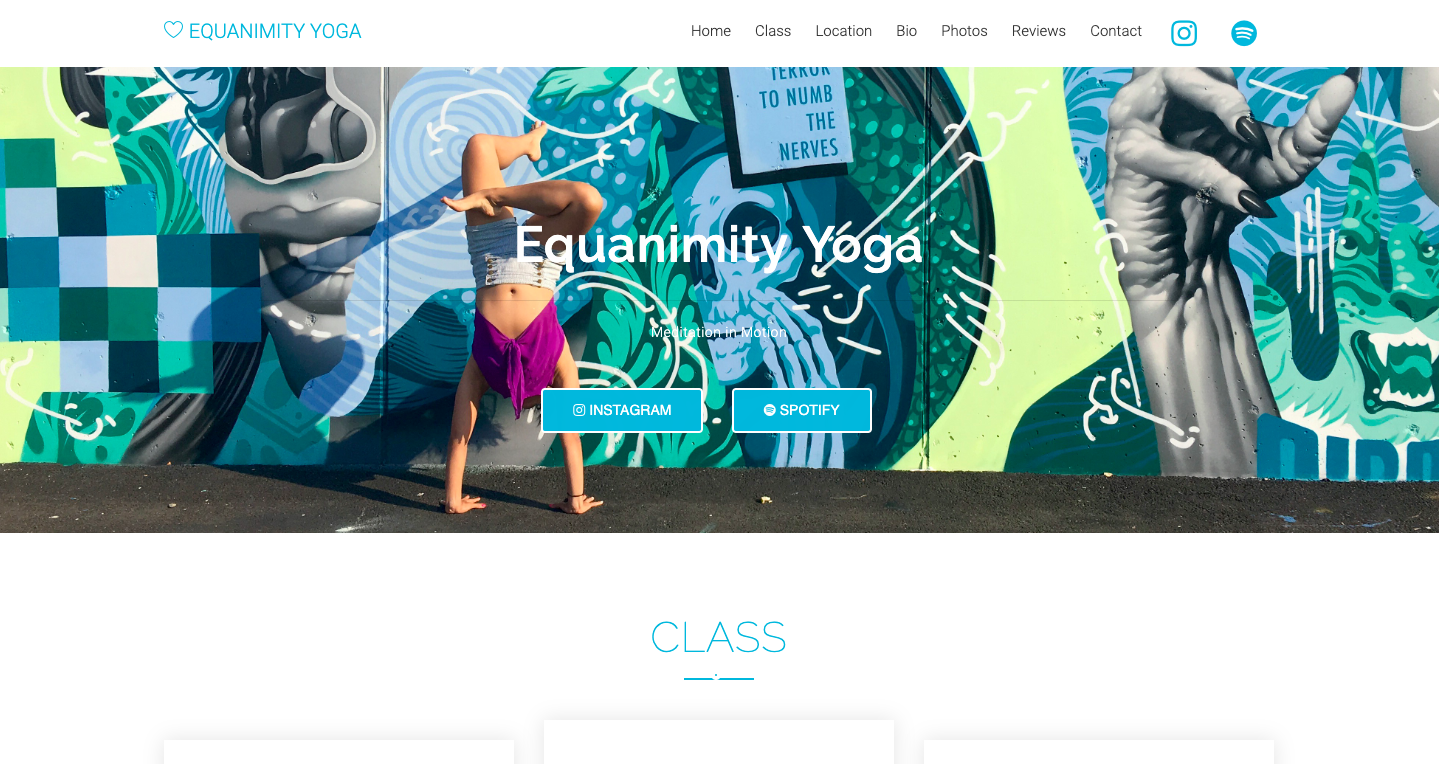 EQUANIMITY YOGA
Home Class Location Bio Photos Reviews Contact
TERROR
TO NUMB
THE
NERVES
Equanimity Yoga
Meditation in Motion
INSTAGRAM
SPOTIFY
CLASS